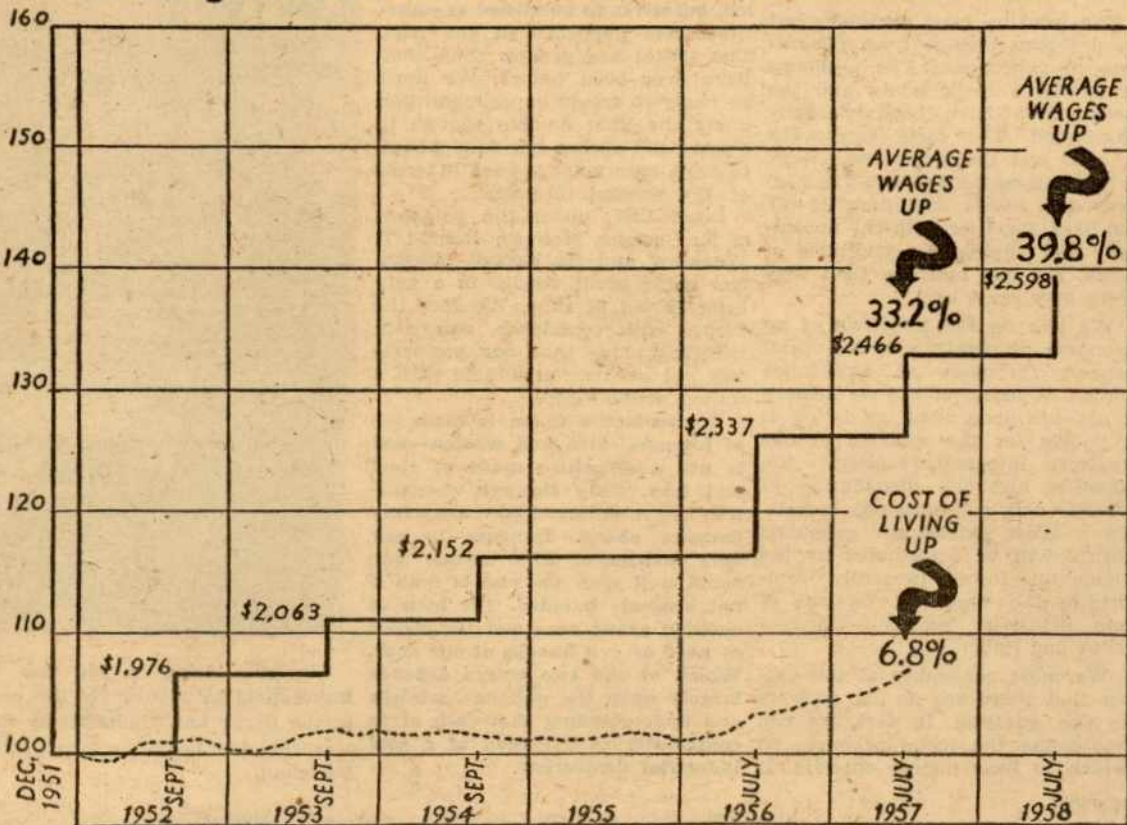 160
150
140
130
120
110
100
AVERAGE
WAGES
UP
39.8%
$2.598
AVERAGE
WAGES
UP
33.2%
$2.466
$2.337
COST OF
LIVING
UP
6.8%
$2.152
$2.063
$1.976
DEC,
1951
SEPT
SEPT
SEPT
JULY
JULY
JULY
1952
1953
1954
1955
1956
1957
1958